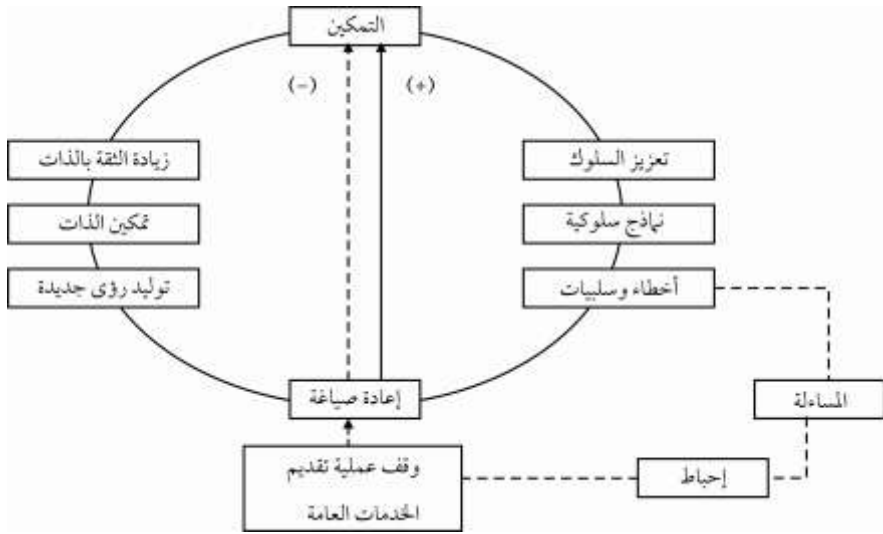 التمكين
(+)
(-)
تعزيز السلوك
زيادة الثقة بالذات
نماذج سلوكية
تمكين الذات
أخطاء وسلبيات
توليد رؤى جديدة
إعادة صياغة
المساءلة
وقف عملية تقديم
الخدمات العامة
إحباط